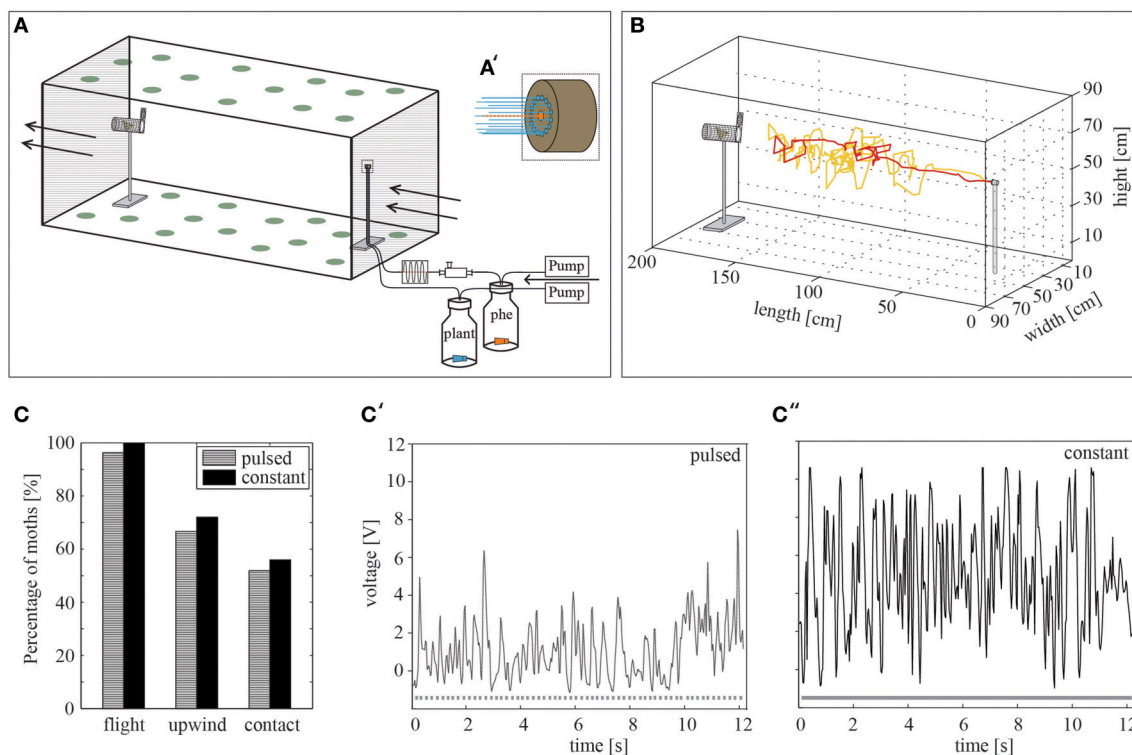 A
A'
Pump
Pump
phe
plant
B
90
70
50
30
10
hight [cm]
200
150
100
50
0
length [cm]
90
70
50
30
10
width [cm]
C
100
80
60
40
20
0
Percentage of moths [%]
pulsed
constant
flight
upwind
contact
C'
pulsed
12
10
8
6
4
2
0
voltage [V]
0
2
4
6
8
10
12
time [s]
C"
constant
0
2
4
6
8
10
12
time [s]